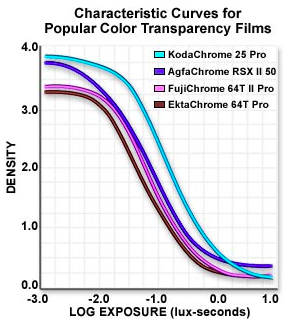 Characteristic Curves for
Popular Color Transparency Films
KodaChrome 25 Pro
AgfaChrome RSX II 50
FujiChrome 64T II Pro
EktaChrome 64T Pro
DENSITY
4.0
3.0
2.0
1.0
0.0
-3.0 -2.0 -1.0 0.0 1.0
LOG EXPOSURE (lux-seconds)